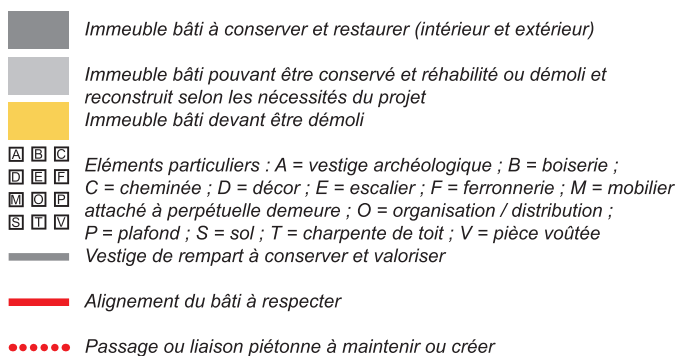 Immeuble bâti à conserver et restaurer (intérieur et extérieur)
Immeuble bâti pouvant être conservé et réhabilité ou démoli et
reconstruit selon les nécessités du projet
Immeuble bâti devant être démoli
A B C
D E F
M O P
S T V
Eléments particuliers : A = vestige archéologique ; B = boiserie ;
C = cheminée ; D = décor ; E = escalier ; F = ferronnerie ; M = mobilier
attaché à perpétuelle demeure ; O = organisation / distribution ;
P = plafond ; S = sol ; T = charpente de toit ; V = pièce voûtée
Vestige de rempart à conserver et valoriser
Alignement du bâti à respecter
Passage ou liaison piétonne à maintenir ou créer